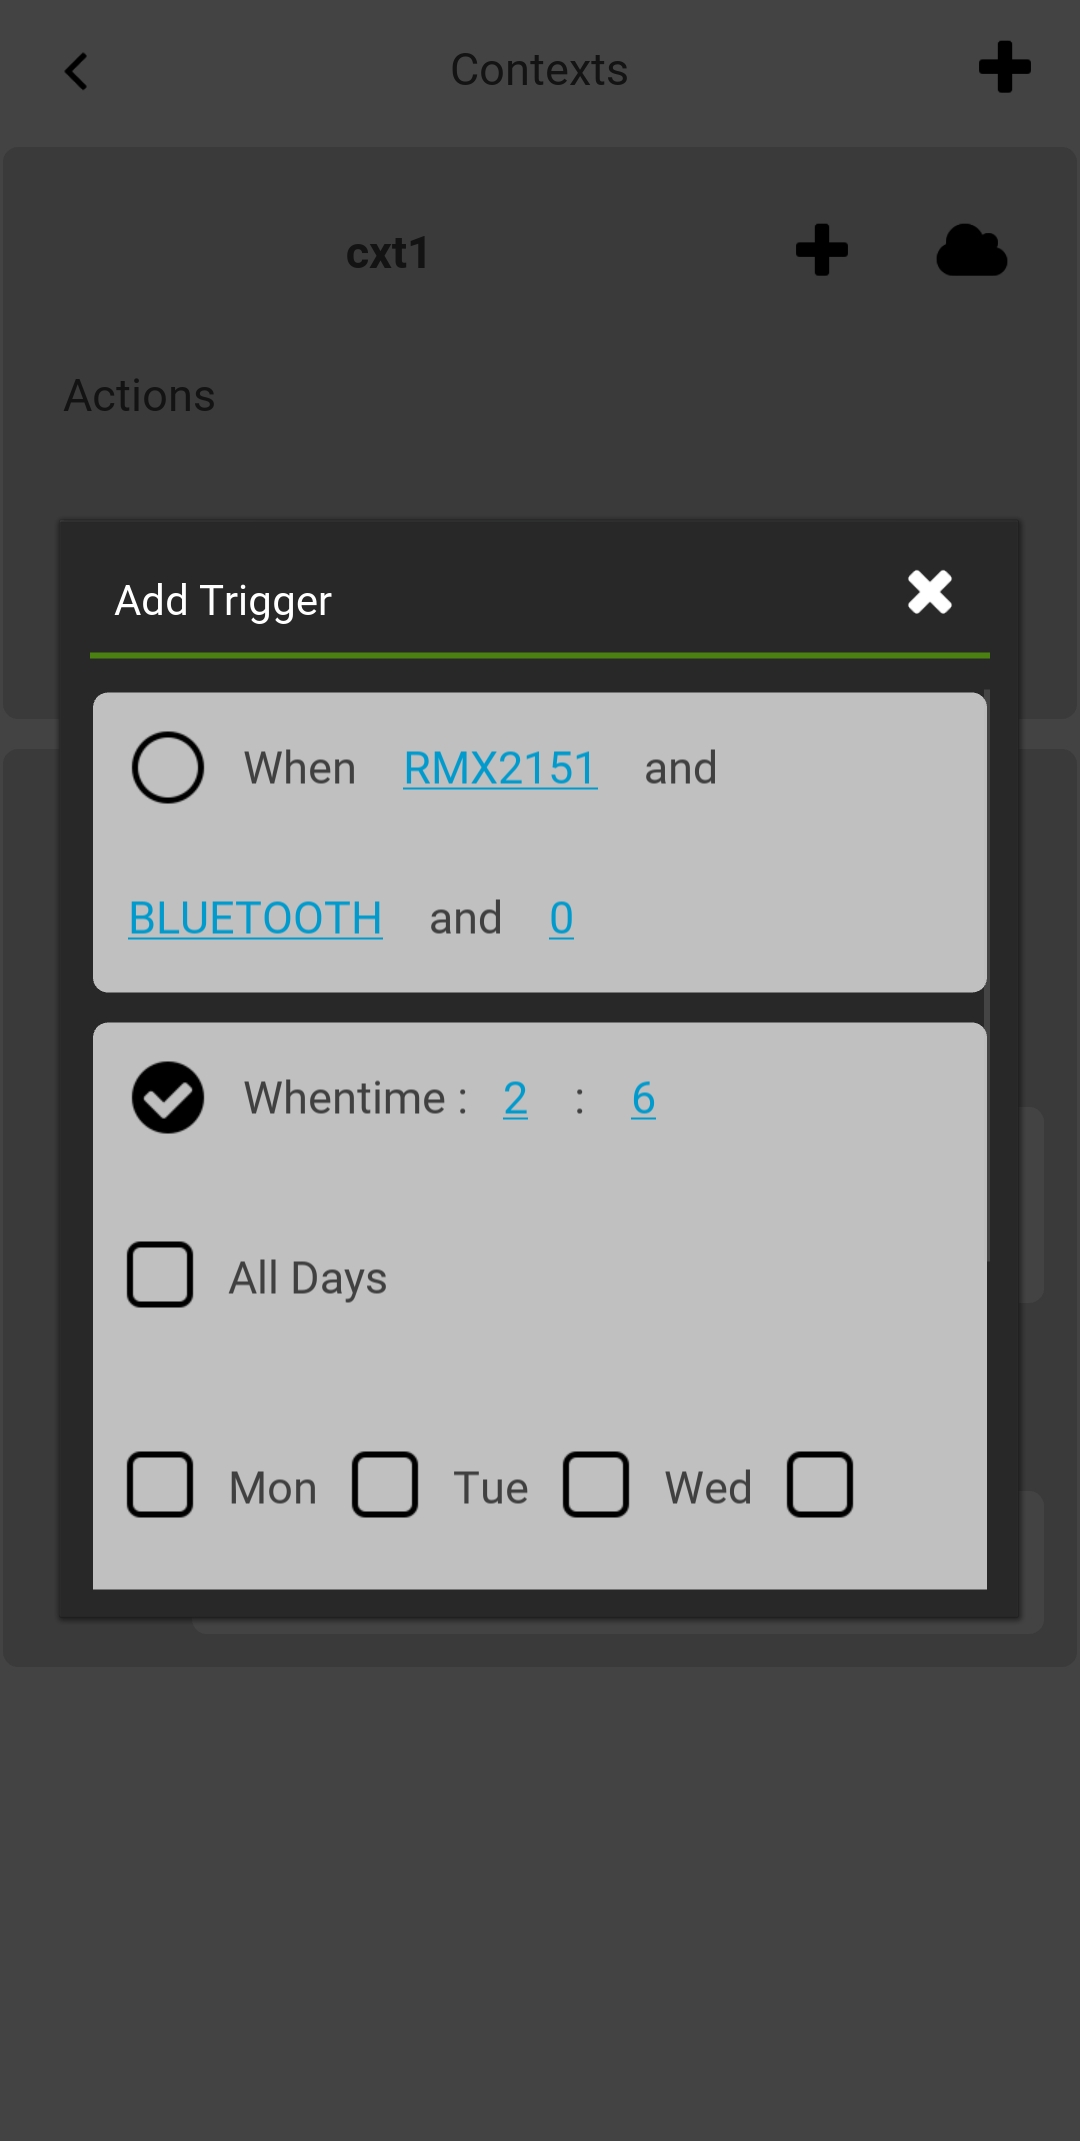 Contexts
cxt1
Actions
Add Trigger
When RMX2151 and
BLUETOOTH and 0
Whentime : 2 : 6
All Days
Mon Tue Wed